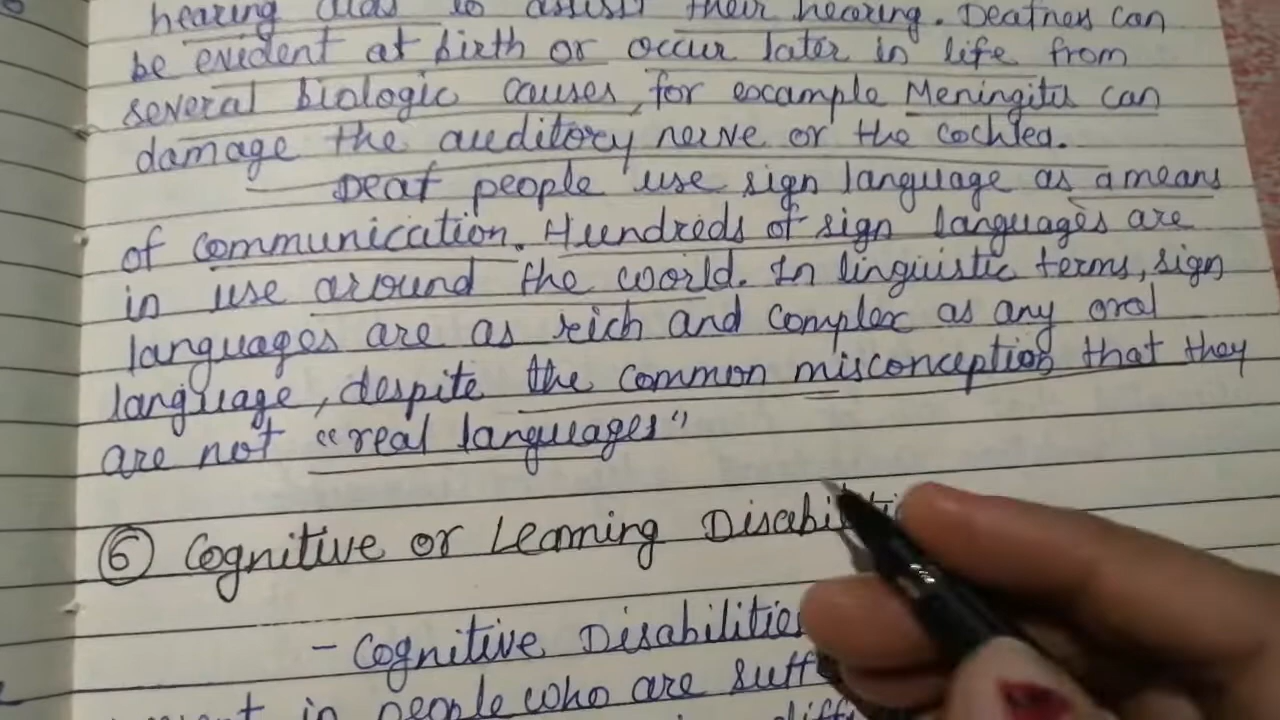 hearing aids to assist their hearing. Deafness can
be evident at birth or occur later in life from
several biologic causes, for example Meningitis can
damage the auditory nerve or the cochlea.
Deaf people use sign language as a means
of communication. Hundreds of sign languages are
in use around the world. In linguistic terms, sign
languages are as rich and complex as any oral
language, despite the common misconception that they
are not "real languages"
6 Cognitive or Learning
- Cognitive Disabilities
in people who are